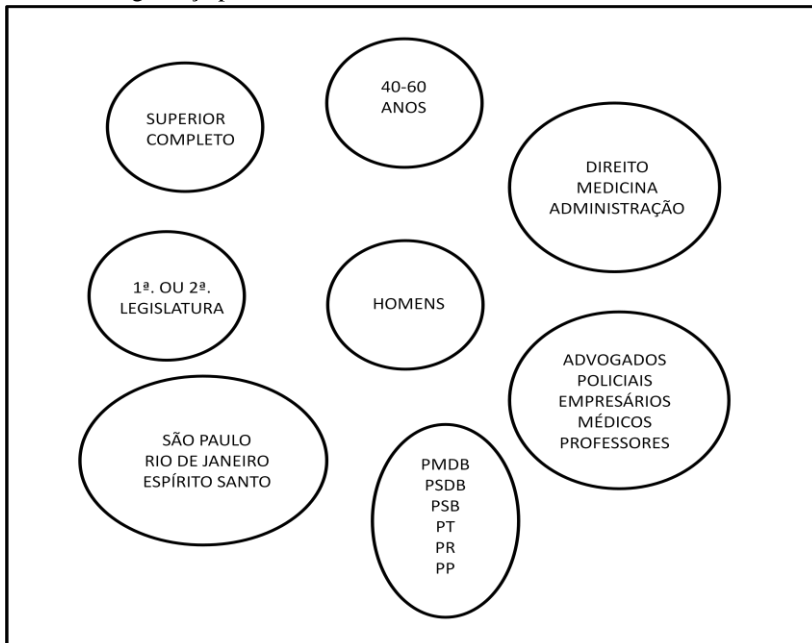 SUPERIOR
COMPLETO
40-60
ANOS
DIREITO
MEDICINA
ADMINISTRAÇÃO
1ª. OU 2ª.
LEGISLATURA
HOMENS
ADVOGADOS
POLICIAIS
EMPRESÁRIOS
MÉDICOS
PROFESSORES
SÃO PAULO
RIO DE JANEIRO
ESPÍRITO SANTO
PMDB
PSDB
PSB
PT
PR
PP